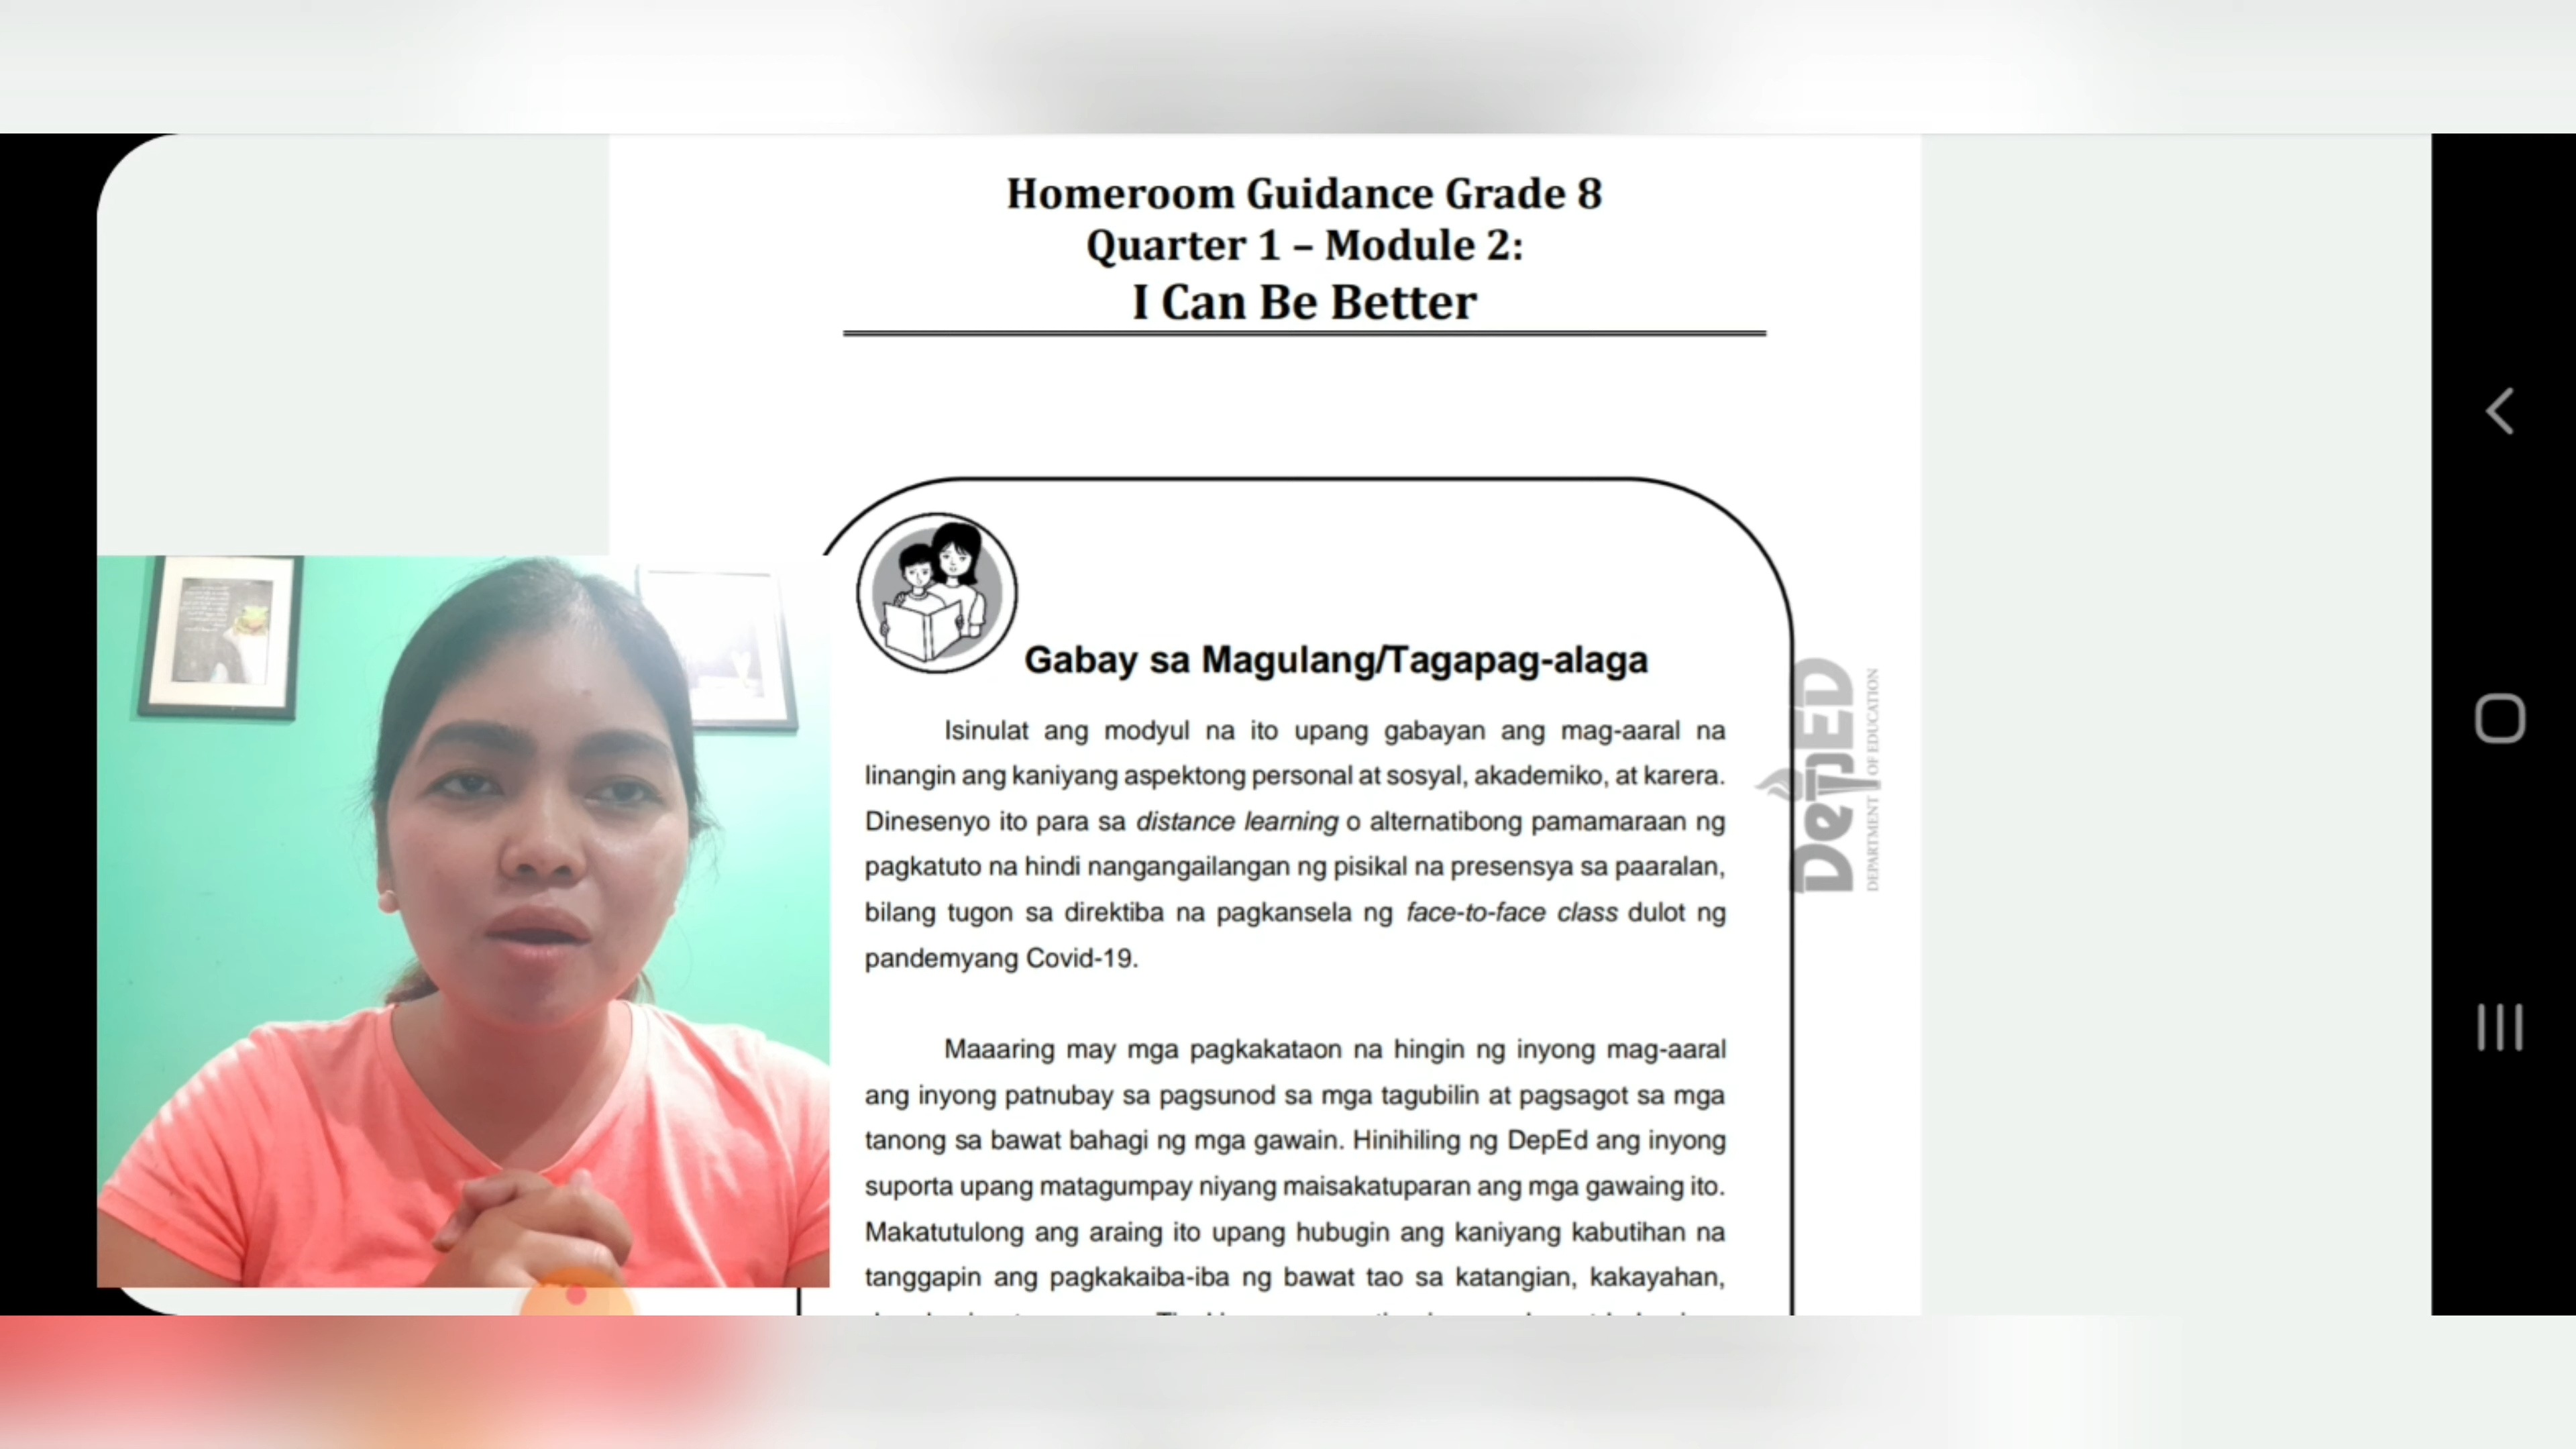 Homeroom Guidance Grade 8
Quarter 1 – Module 2:
I Can Be Better
Gabay sa Magulang/Tagapag-alaga
Isinulat ang modyul na ito upang gabayan ang mag-aaral na
linangin ang kaniyang aspektong personal at sosyal, akademiko, at karera.
Dinesenyo ito para sa distance learning o alternatibong pamamaraan ng
pagkatuto na hindi nangangailangan ng pisikal na presensya sa paaralan,
bilang tugon sa direktiba na pagkansela ng face-to-face class dulot ng
pandemyang Covid-19.
Maaaring may mga pagkakataon na hingin ng inyong mag-aaral
ang inyong patnubay sa pagsunod sa mga tagubilin at pagsagot sa mga
tanong sa bawat bahagi ng mga gawain. Hinihiling ng DepEd ang inyong
suporta upang matagumpay niyang maisakatuparan ang mga gawaing ito.
Makatutulong ang araing ito upang hubugin ang kaniyang kabutihan na
tanggapin ang pagkakaiba-iba ng bawat tao sa katangian, kakayahan,
DepED
DEPARTMENT OF EDUCATION